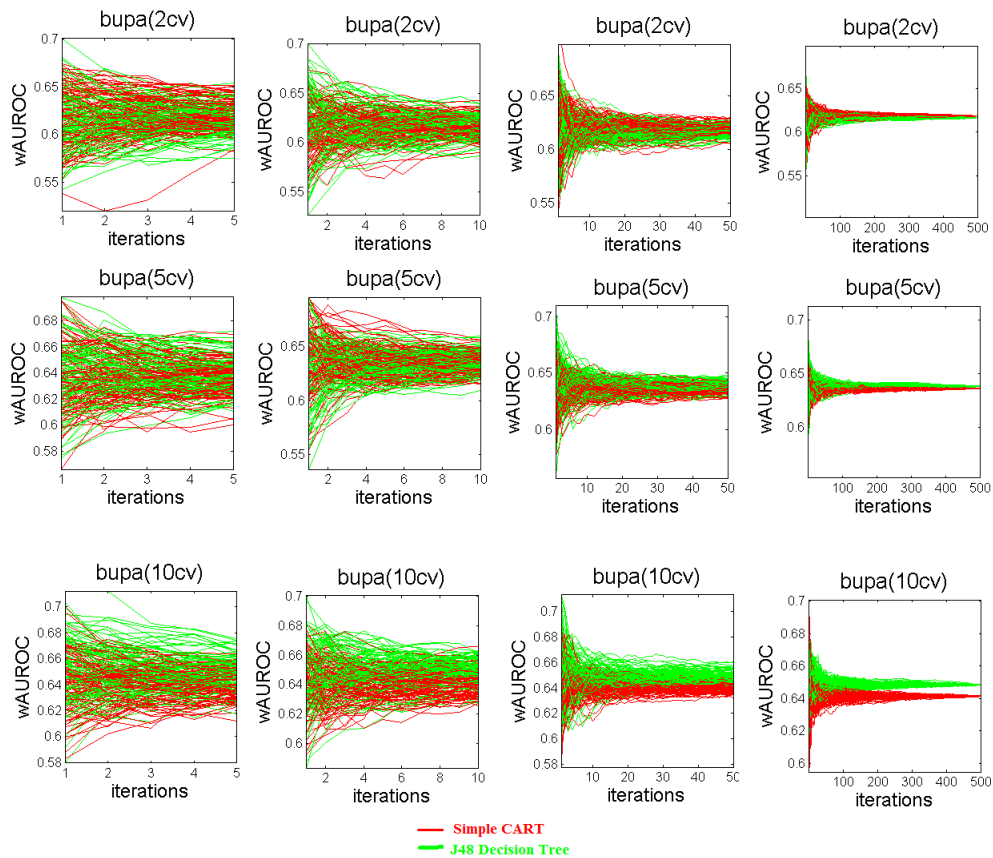 bupa(2cv)
0.7
0.65
0.6
0.55
wAUROC
1 2 3 4 5
iterations
bupa(2cv)
0.7
0.65
0.6
0.55
wAUROC
2 4 6 8 10
iterations
bupa(2cv)
0.65
0.6
0.55
wAUROC
10 20 30 40 50
iterations
bupa(2cv)
0.65
0.6
0.55
wAUROC
100 200 300 400 500
iterations
bupa(5cv)
0.68
0.66
0.64
0.62
0.6
0.58
wAUROC
1 2 3 4 5
iterations
bupa(5cv)
0.65
0.6
0.55
wAUROC
2 4 6 8 10
iterations
bupa(5cv)
0.7
0.65
0.6
wAUROC
10 20 30 40 50
iterations
bupa(5cv)
0.7
0.65
0.6
wAUROC
100 200 300 400 500
iterations
bupa(10cv)
0.7
0.68
0.66
0.64
0.62
0.6
0.58
wAUROC
1 2 3 4 5
iterations
bupa(10cv)
0.7
0.68
0.66
0.64
0.62
0.6
wAUROC
2 4 6 8 10
iterations
bupa(10cv)
0.7
0.68
0.66
0.64
0.62
0.6
0.58
wAUROC
10 20 30 40 50
iterations
bupa(10cv)
0.7
0.68
0.66
0.64
0.62
0.6
wAUROC
100 200 300 400 500
iterations
Simple CART
J48 Decision Tree